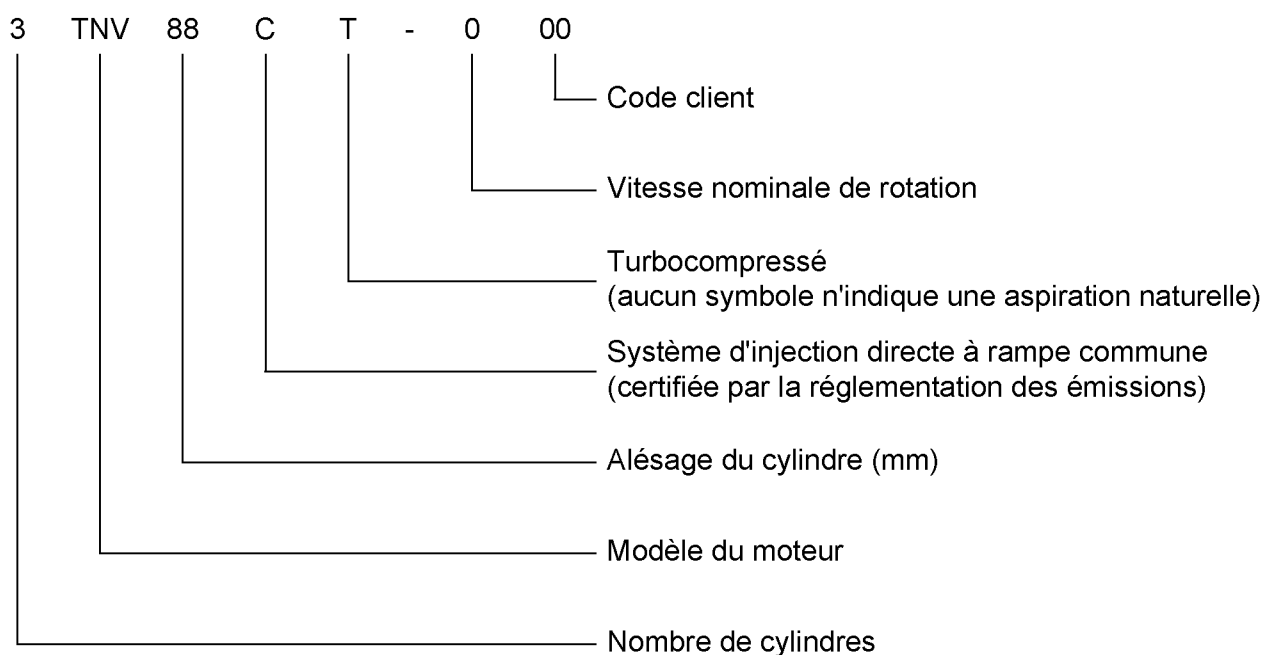 3 TNV 88 C T - 0 00
Code client
Vitesse nominale de rotation
Turbocompressé
(aucun symbole n'indique une aspiration naturelle)
Système d'injection directe à rampe commune
(certifiée par la réglementation des émissions)
Alésage du cylindre (mm)
Modèle du moteur
Nombre de cylindres